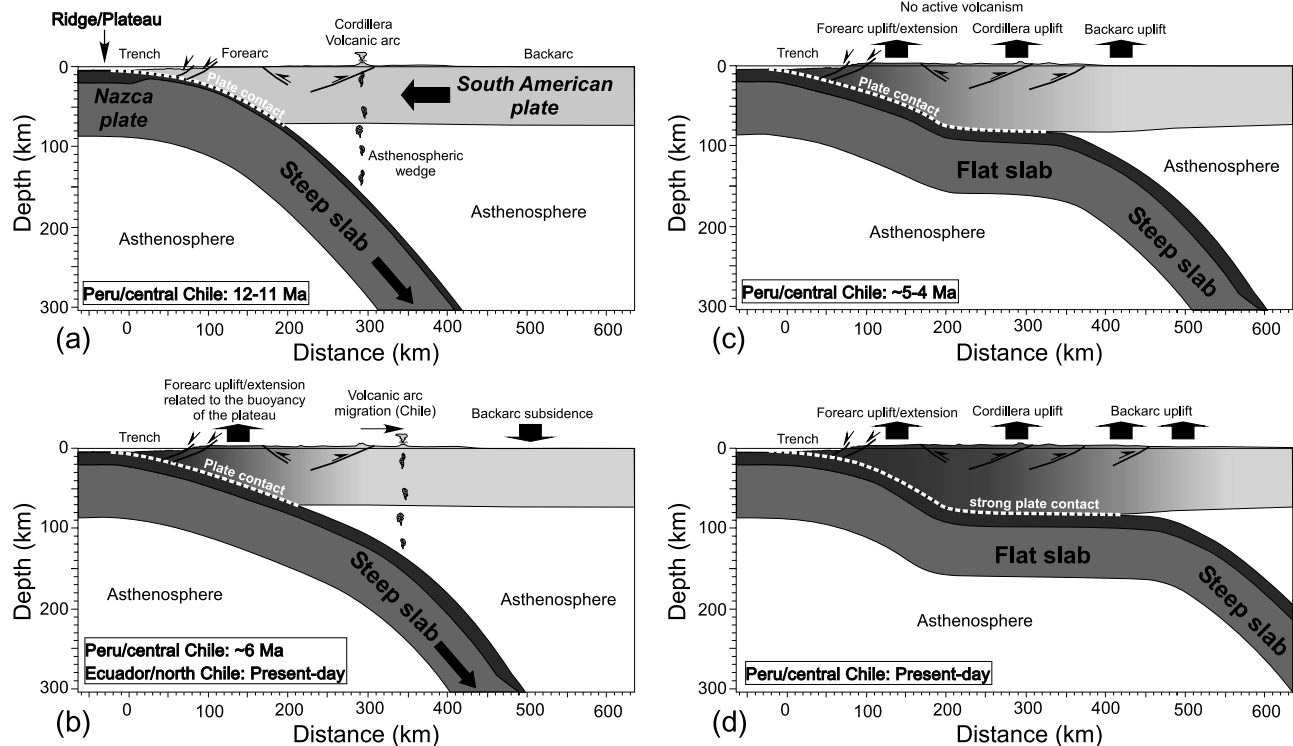 Ridge/Plateau
Trench
Forearc
Cordillera
Volcanic arc
Backarc
0
100
200
300
Depth (km)
Nazca
plate
Plate contact
South American
plate
Asthenospheric
wedge
Steep slab
Asthenosphere
Asthenosphere
Peru/central Chile: 12-11 Ma
0 100 200 300 400 500 600
(a)
Distance (km)
Forearc uplift/extension
related to the buoyancy
of the plateau
Volcanic arc
migration (Chile)
Backarc subsidence
Trench
0
100
200
300
Depth (km)
Plate contact
Steep slab
Asthenosphere
Asthenosphere
Peru/central Chile: ~6 Ma
Ecuador/north Chile: Present-day
0 100 200 300 400 500 600
(b)
Distance (km)
No active volcanism
Forearc uplift/extension
Cordillera uplift
Backarc uplift
Trench
0
100
200
300
Depth (km)
Plate contact
Flat slab
Steep slab
Asthenosphere
Asthenosphere
Peru/central Chile: ~5-4 Ma
0 100 200 300 400 500 600
(c)
Distance (km)
Forearc uplift/extension
Cordillera uplift
Backarc uplift
Trench
0
100
200
300
Depth (km)
strong plate contact
Flat slab
Steep slab
Asthenosphere
Peru/central Chile: Present-day
0 100 200 300 400 500 600
(d)
Distance (km)